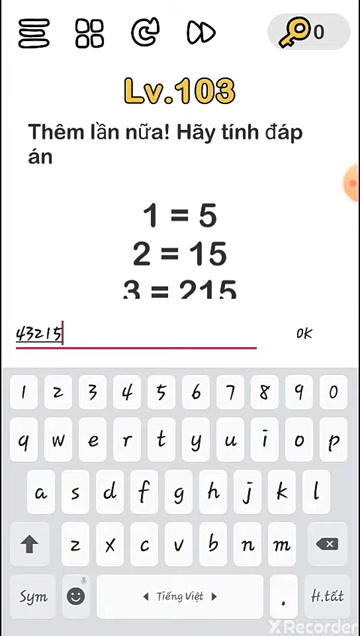 0
Lv.103
Thêm lần nữa! Hãy tính đáp
án
1 = 5
2 = 15
3 = 215
43215
OK
1 2 3 4 5 6 7 8 9 0
q w e r t y u i o p
a s d f g h j k l
z x c v b n m
Sym
Tiếng Việt
.
H.tất
XRecorder